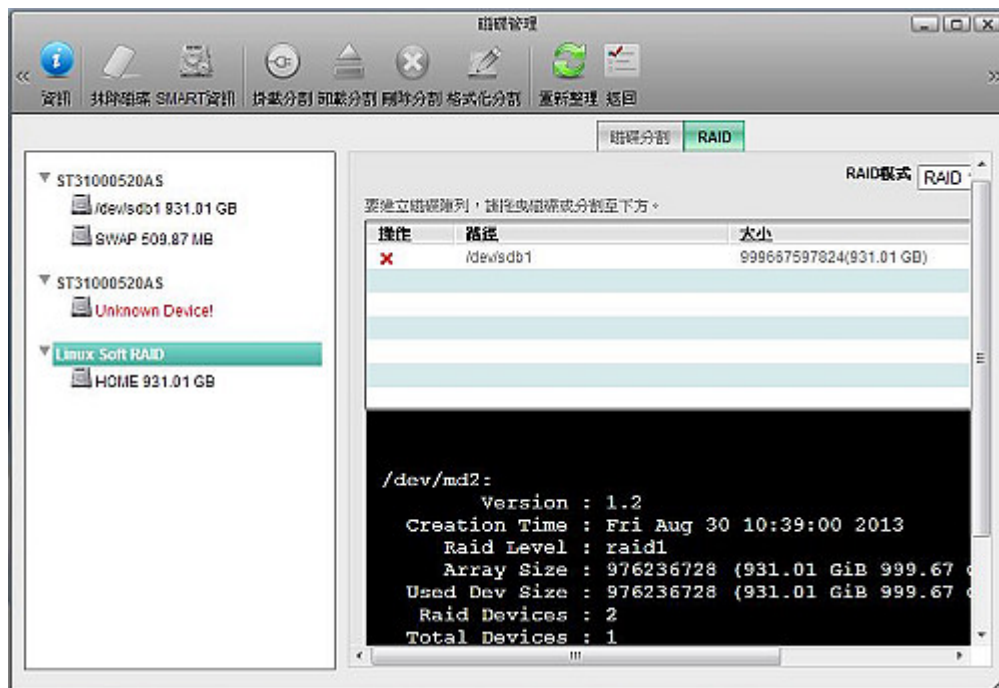 磁碟管理
資訊 抹除磁碟 SMART資訊 掛載分割 卸載分割 刪除分割 格式化分割 重新整理 返回
磁碟分割 RAID
ST31000520AS
/dev/sdb1 931.01 GB
SWAP 509.87 MB
ST31000520AS
Unknown Device!
Linux Soft RAID
HOME 931.01 GB
RAID模式 RAID
要建立磁碟陣列，請拖曳磁碟或分割至下方。
操作 路徑 大小
/dev/sdb1 999667597824(931.01 GB)
/dev/md2:
Version : 1.2
Creation Time : Fri Aug 30 10:39:00 2013
Raid Level : raid1
Array Size : 976236728 (931.01 GiB 999.67
Used Dev Size : 976236728 (931.01 GiB 999.67
Raid Devices : 2
Total Devices : 1